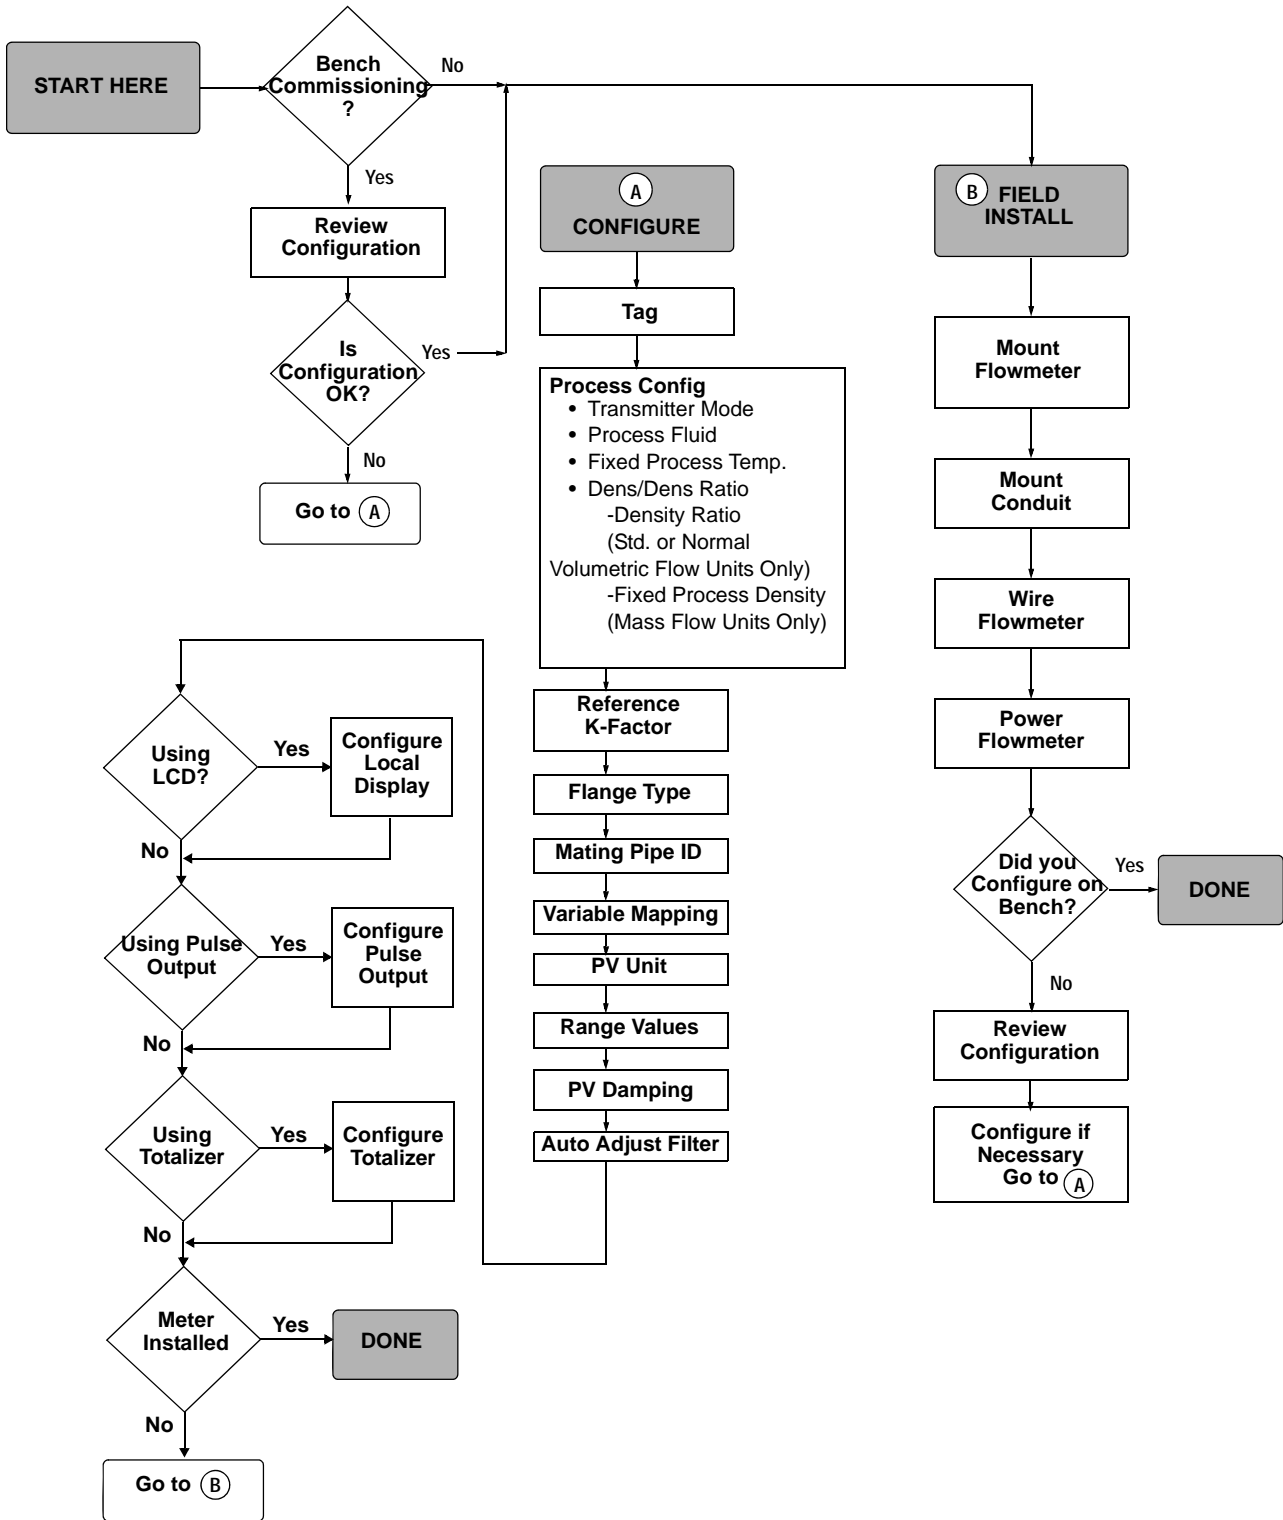 START HERE
Bench
Commissioning
?
No
Yes
Review
Configuration
Is
Configuration
OK?
Yes
No
Go to A
A
CONFIGURE
Tag
Process Config
• Transmitter Mode
• Process Fluid
• Fixed Process Temp.
• Dens/Dens Ratio
-Density Ratio
(Std. or Normal
Volumetric Flow Units Only)
-Fixed Process Density
(Mass Flow Units Only)
Reference
K-Factor
Flange Type
Mating Pipe ID
Variable Mapping
PV Unit
Range Values
PV Damping
Auto Adjust Filter
Using
LCD?
Yes
Configure
Local
Display
No
Using Pulse
Output
Yes
Configure
Pulse
Output
No
Using
Totalizer
Yes
Configure
Totalizer
No
Meter
Installed
Yes
DONE
No
Go to B
B FIELD
INSTALL
Mount
Flowmeter
Mount
Conduit
Wire
Flowmeter
Power
Flowmeter
Did you
Configure on
Bench?
Yes
DONE
No
Review
Configuration
Configure if
Necessary
Go to A